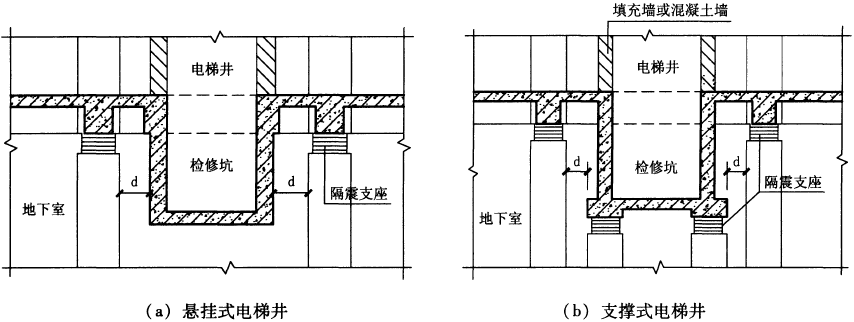 电梯井
检修坑
d
d
隔震支座
地下室
(a) 悬挂式电梯井
填充墙或混凝土墙
电梯井
检修坑
d
d
隔震支座
地下室
(b) 支撑式电梯井